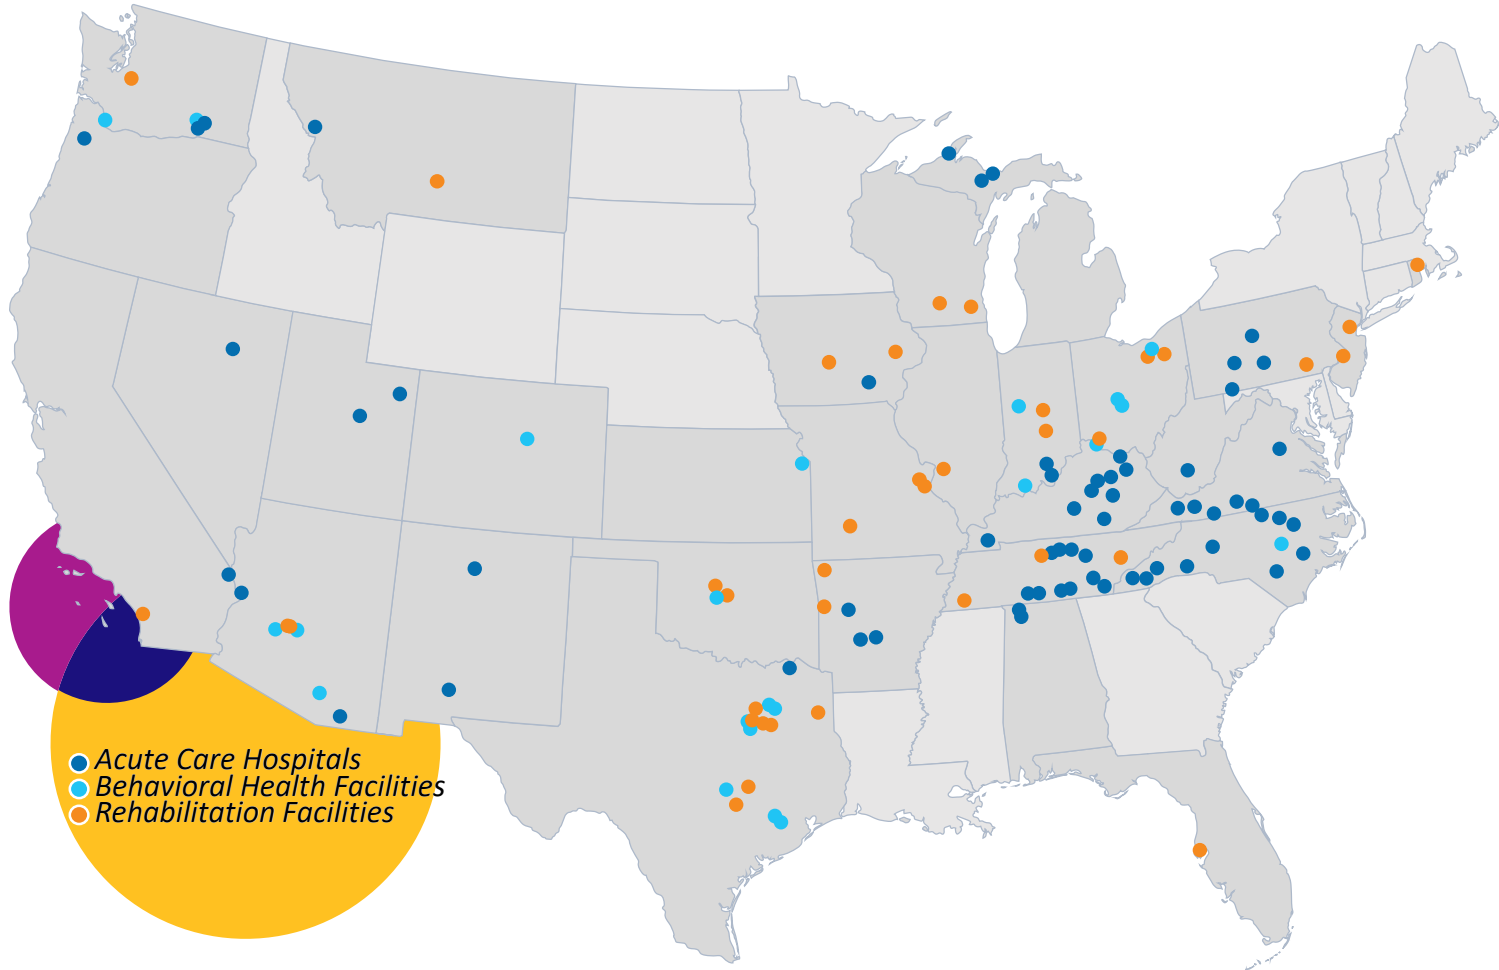 Acute Care Hospitals
Behavioral Health Facilities
Rehabilitation Facilities